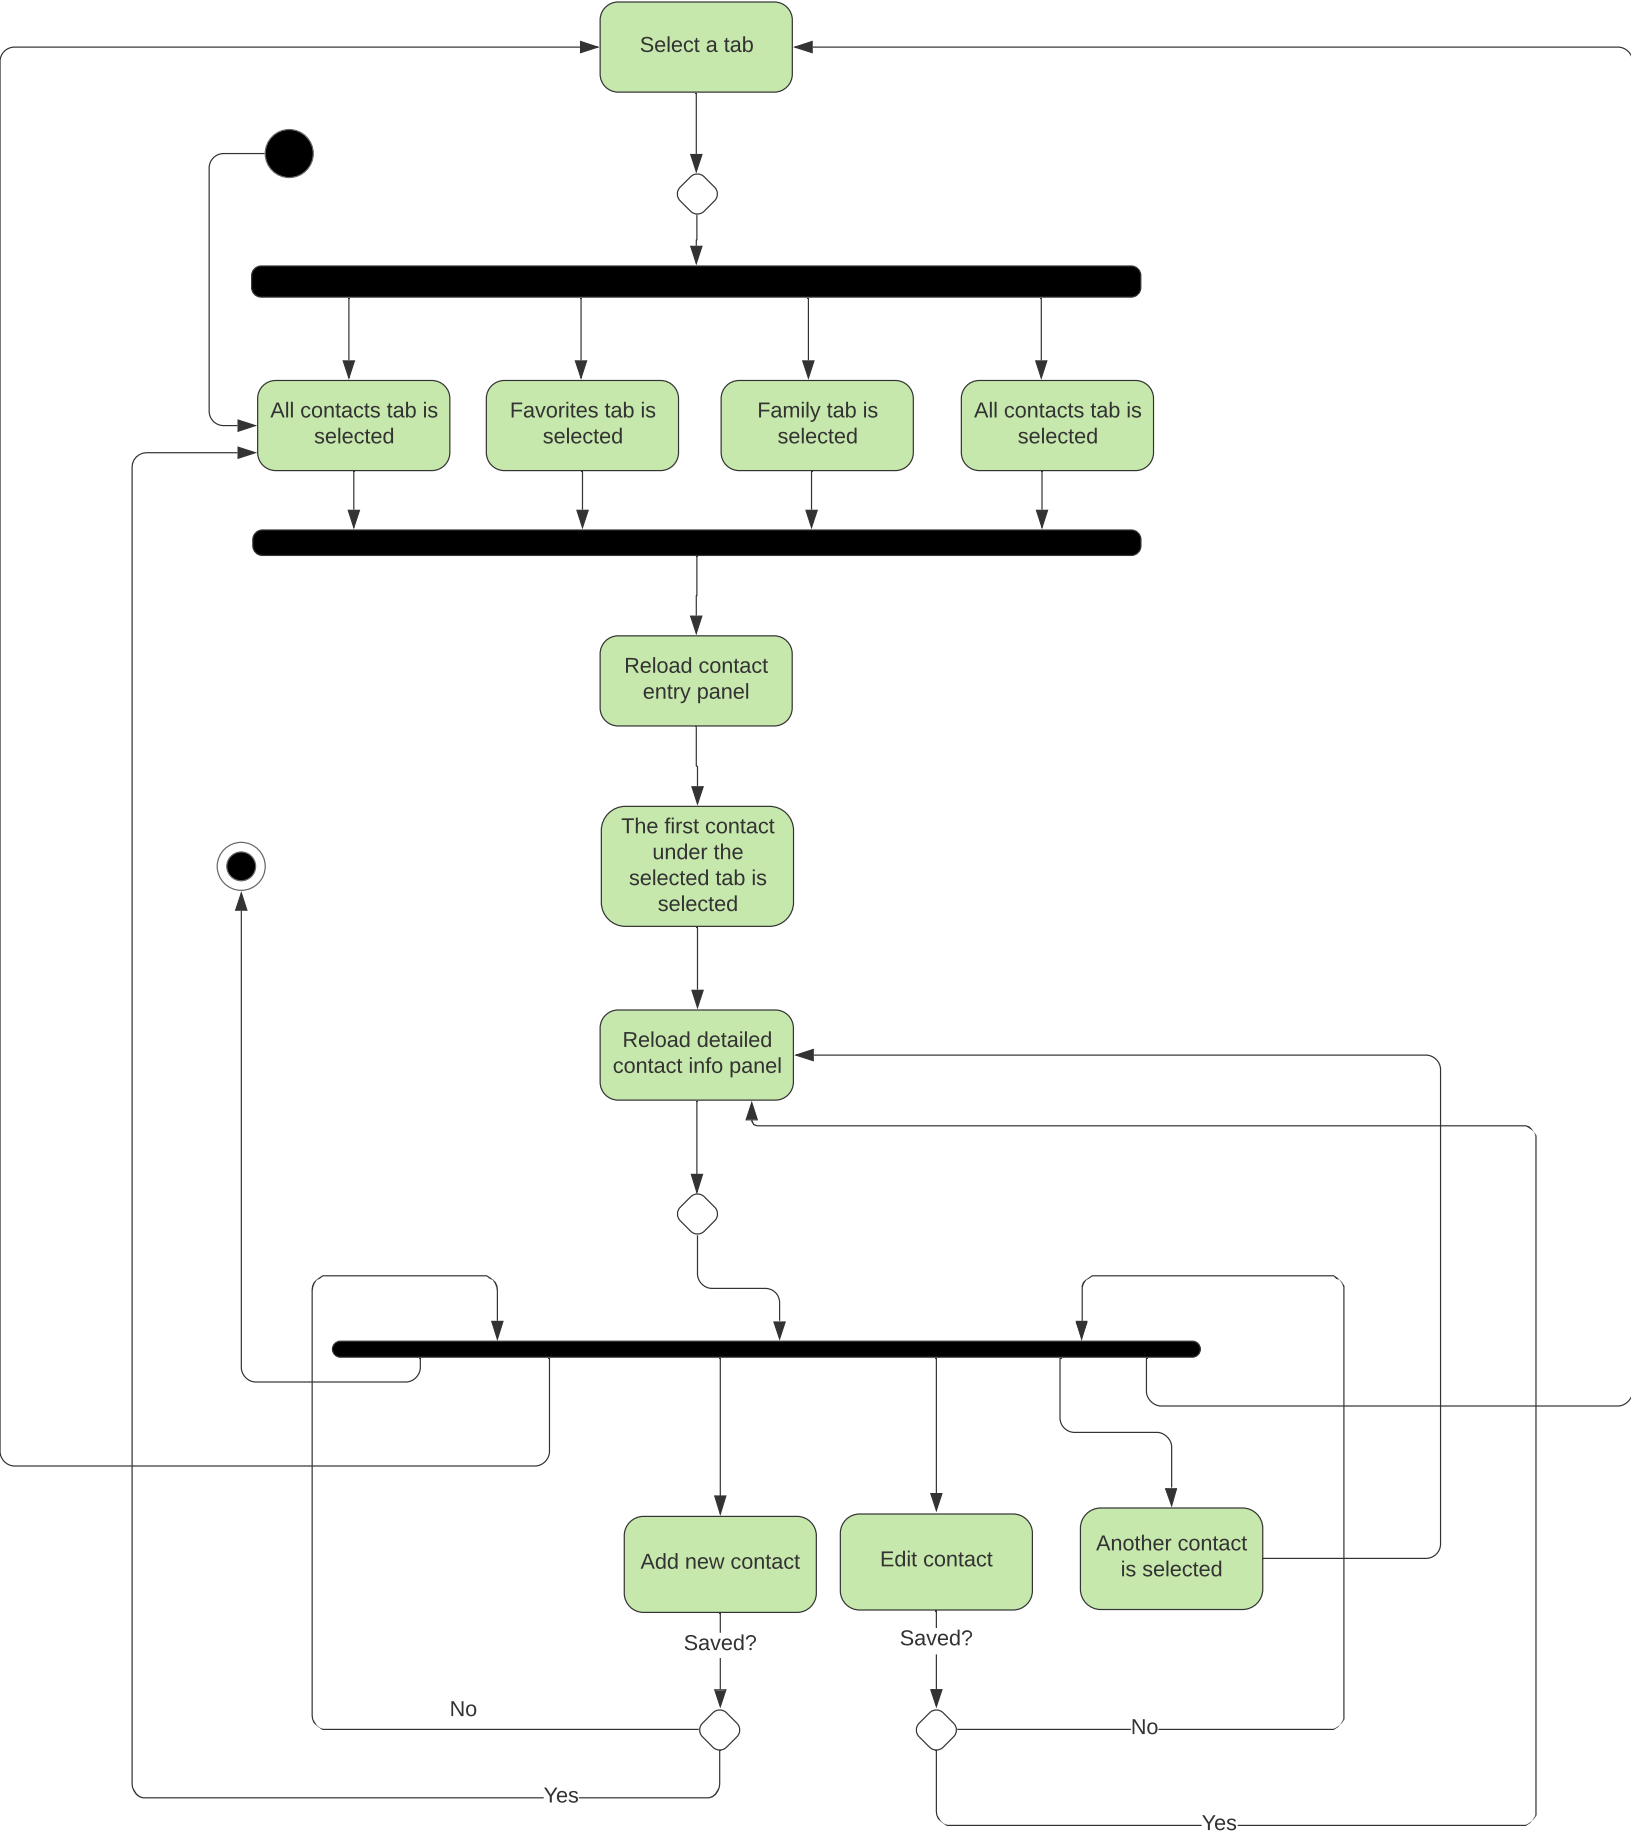 Select a tab
All contacts tab is
selected
Favorites tab is
selected
Family tab is
selected
All contacts tab is
selected
Reload contact
entry panel
The first contact
under the
selected tab is
selected
Reload detailed
contact info panel
Add new contact
Edit contact
Another contact
is selected
Saved?
Saved?
No
No
Yes
Yes